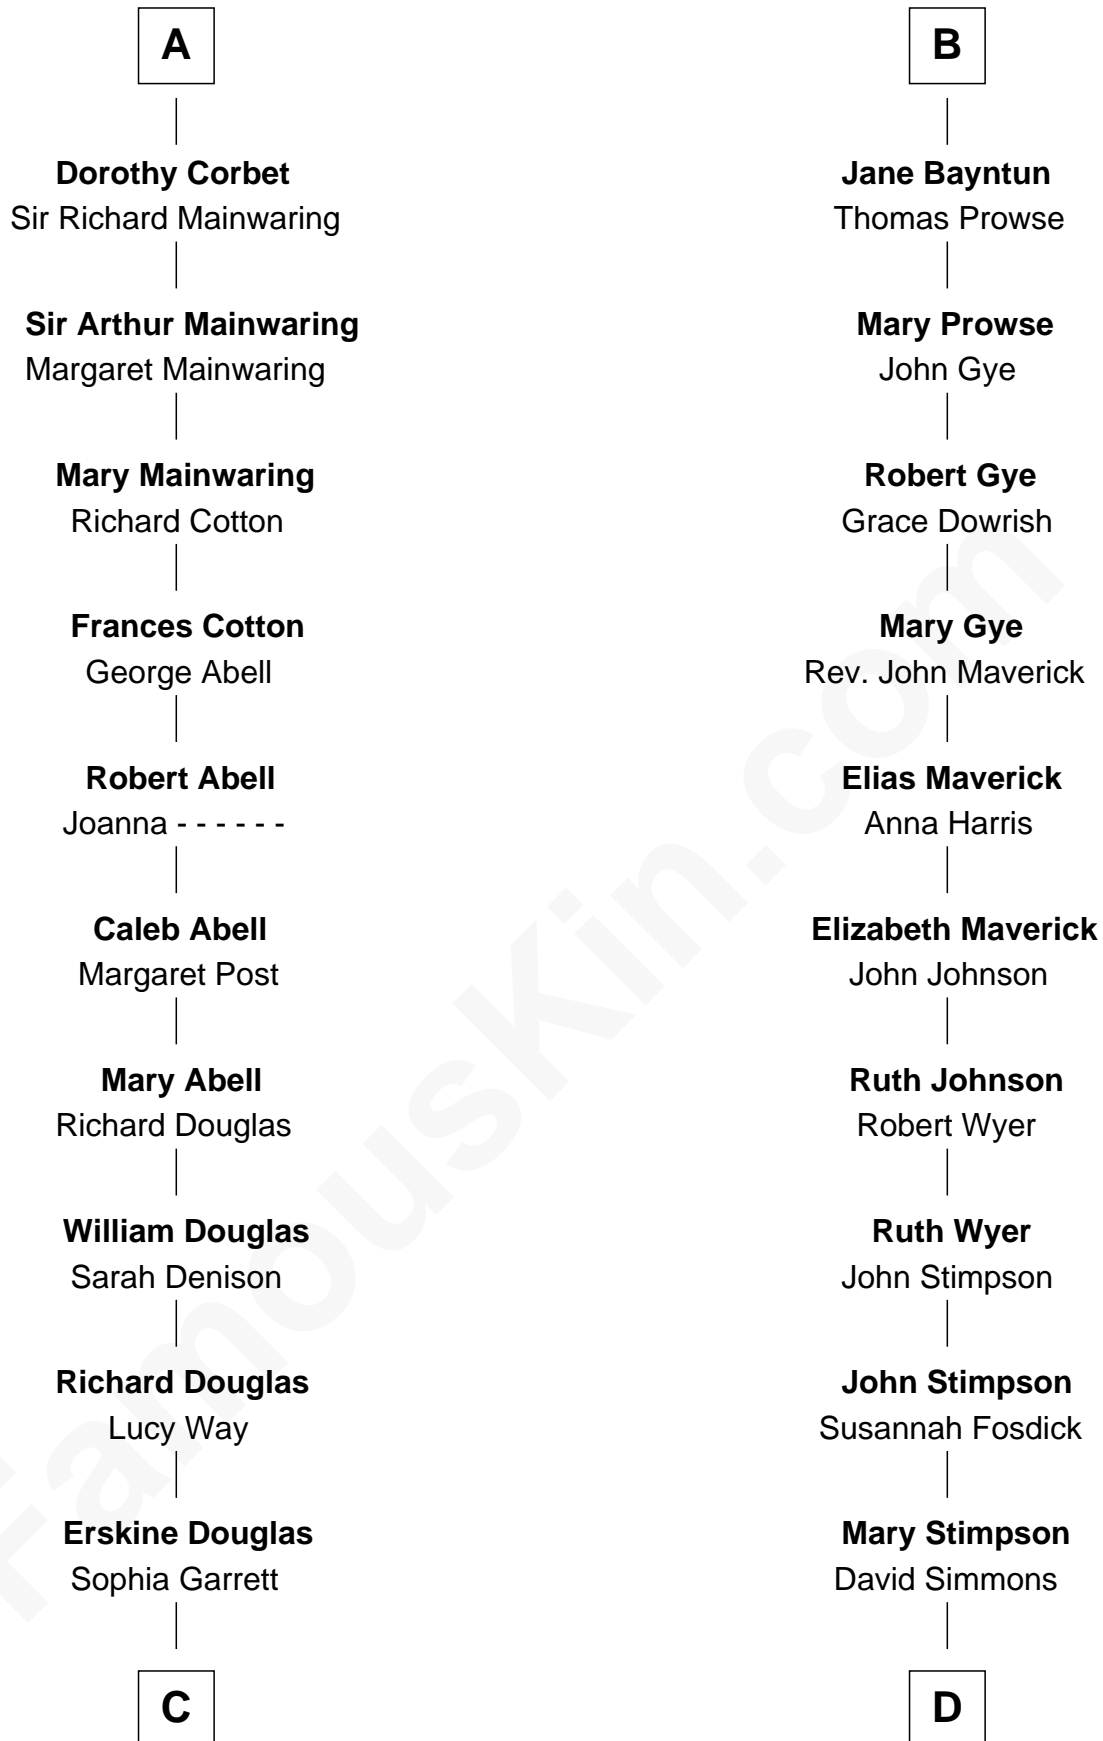 A
Dorothy Corbet
Sir Richard Mainwaring
Sir Arthur Mainwaring
Margaret Mainwaring
Mary Mainwaring
Richard Cotton
Frances Cotton
George Abell
Robert Abell
Joanna - - - - - -
Caleb Abell
Margaret Post
Mary Abell
Richard Douglas
William Douglas
Sarah Denison
Richard Douglas
Lucy Way
Erskine Douglas
Sophia Garrett
C
B
Jane Bayntun
Thomas Prowse
Mary Prowse
John Gye
Robert Gye
Grace Dowrish
Mary Gye
Rev. John Maverick
Elias Maverick
Anna Harris
Elizabeth Maverick
John Johnson
Ruth Johnson
Robert Wyer
Ruth Wyer
John Stimpson
John Stimpson
Susannah Fosdick
Mary Stimpson
David Simmons
D
FamousKin.com